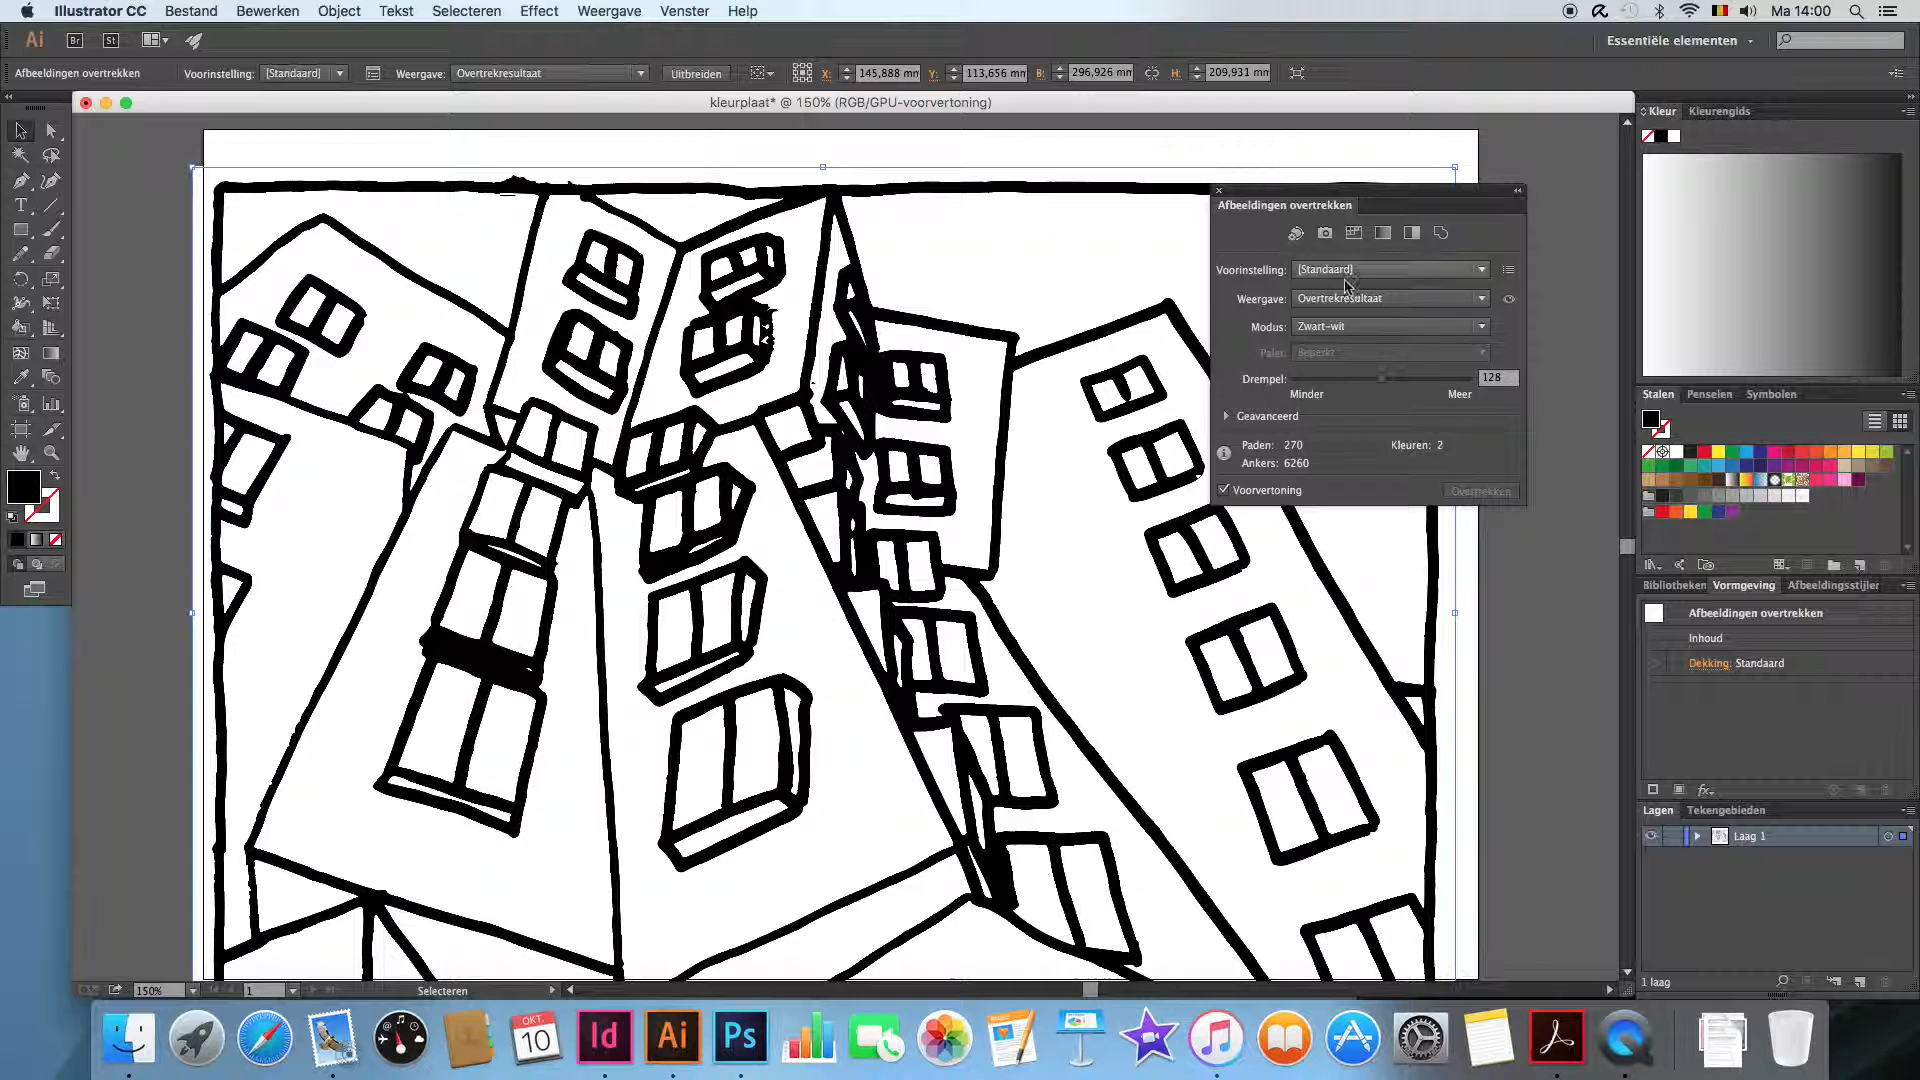 Illustrator CC Bestand Bewerken Object Tekst Selecteren Effect Weergave Venster Help Ma 14:00
Ai Br St Essentiële elementen
Afbeeldingen overtrekken Voorinstelling: [Standaard] Weergave: Overtrekresultaat Uitbreiden X: 145,888 mm Y: 113,656 mm B: 296,926 mm H: 209,931 mm
kleurplaat* @ 150% (RGB/GPU-voorvertoning)
Kleur Kleurengids
Afbeeldingen overtrekken
Voorinstelling: [Standaard]
Weergave: Overtrekresultaat
Modus: Zwart-wit
Palet: Beperkt
Drempel: 128
Minder Meer
Geavanceerd
Paden: 270 Kleuren: 2
Ankers: 6260
Voorvertoning Overtrekken
Stalen Penselen Symbolen
Bibliotheken Vormgeving Afbeeldingsstijlen
Afbeeldingen overtrekken
Inhoud
Dekking: Standaard
fx
Lagen Tekengebieden
Laag 1
1 laag
150% 1 Selecteren
OKT.
10
Id Ai Ps